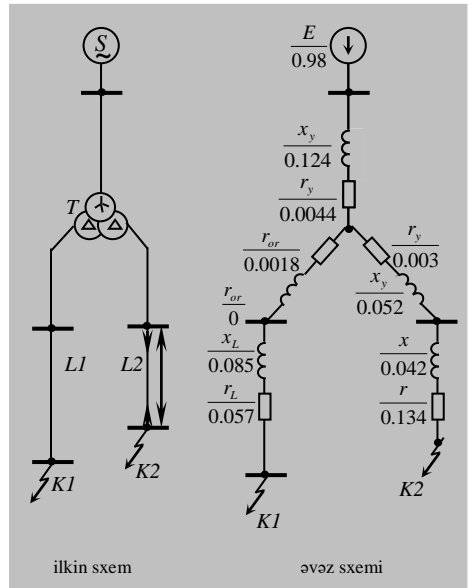 S
T
L1
L2
K1
K2
ilkin sxem
E
0.98
x_y
0.124
r_y
0.0044
r_or
0.0018
r_y
0.003
r_or
0
x_y
0.052
x_L
0.085
x
0.042
r_L
0.057
r
0.134
K1
K2
əvəz sxemi